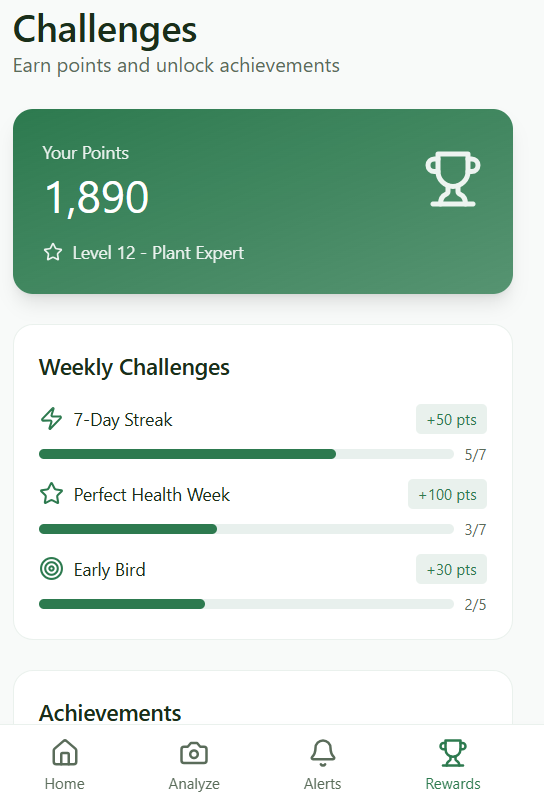 Challenges
Earn points and unlock achievements
Your Points
1,890
Level 12 - Plant Expert
Weekly Challenges
7-Day Streak +50 pts
5/7
Perfect Health Week +100 pts
3/7
Early Bird +30 pts
2/5
Achievements
Home Analyze Alerts Rewards